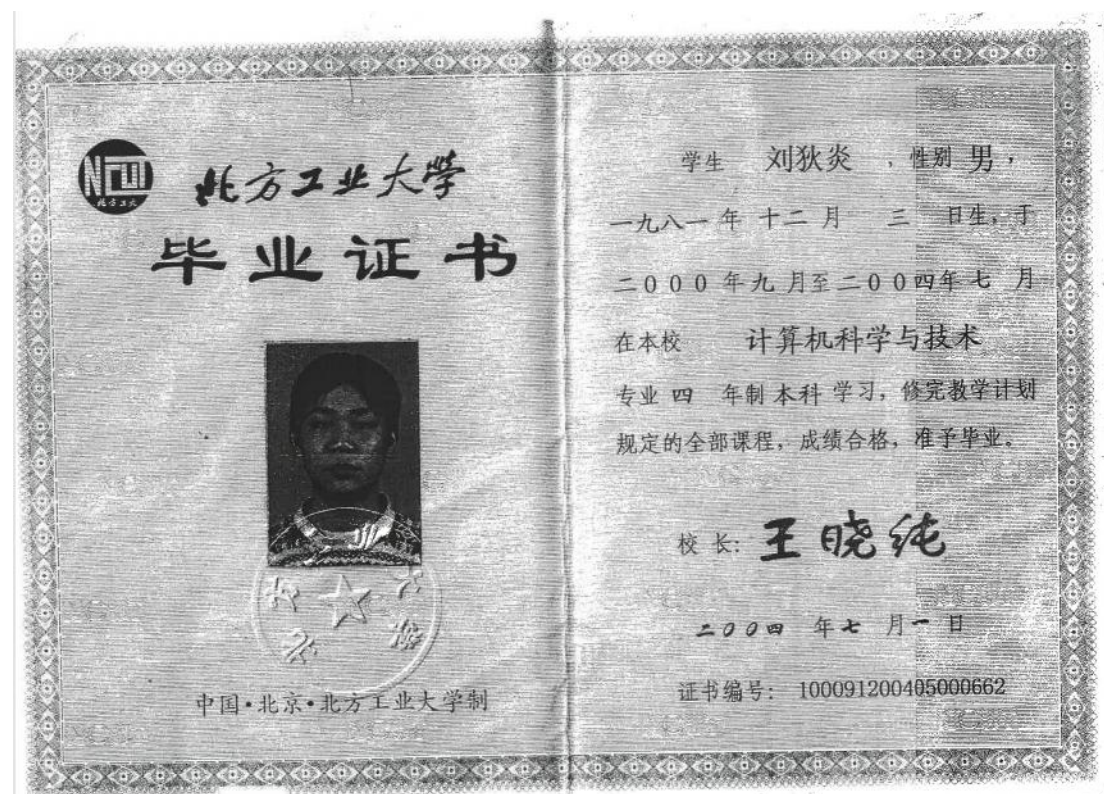 NCUT
北方工大
北方工业大学
毕业证书
中国·北京·北方工业大学制
学生 刘狄炎 ,性别 男,
一九八一 年 十二 月 三 日生,于
二000 年九 月至二00四年七 月
在本校 计算机科学与技术
专业 四 年制 本科 学习,修完教学计划
规定的全部课程,成绩合格,准予毕业。
校 长: 王晓纯
二00四 年七 月一 日
证书编号: 100091200405000662